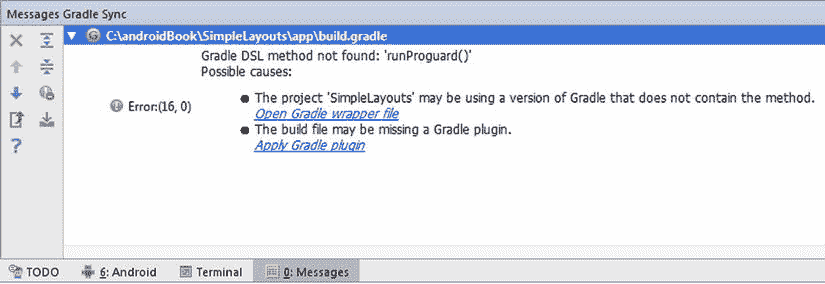 Messages Gradle Sync
C:\androidBook\SimpleLayouts\app\build.gradle
Gradle DSL method not found: 'runProguard()'
Possible causes:
Error:(16, 0)
The project 'SimpleLayouts' may be using a version of Gradle that does not contain the method.
Open Gradle wrapper file
The build file may be missing a Gradle plugin.
Apply Gradle plugin
TODO
6: Android
Terminal
0: Messages